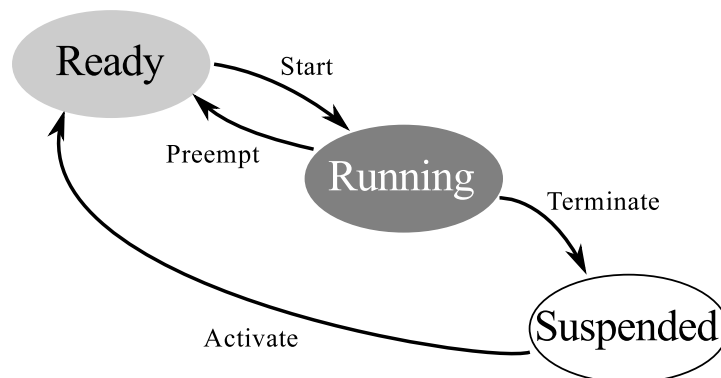 Ready
Start
Preempt
Running
Terminate
Suspended
Activate